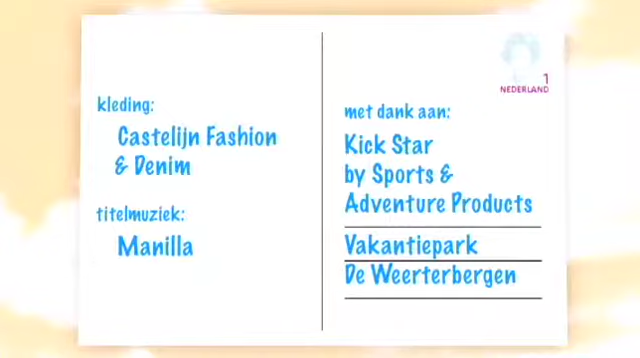 kleding:
Castelijn Fashion
& Denim
titelmuziek:
Manilla
1
NEDERLAND
met dank aan:
Kick Star
by Sports &
Adventure Products
Vakantiepark
De Weerterbergen